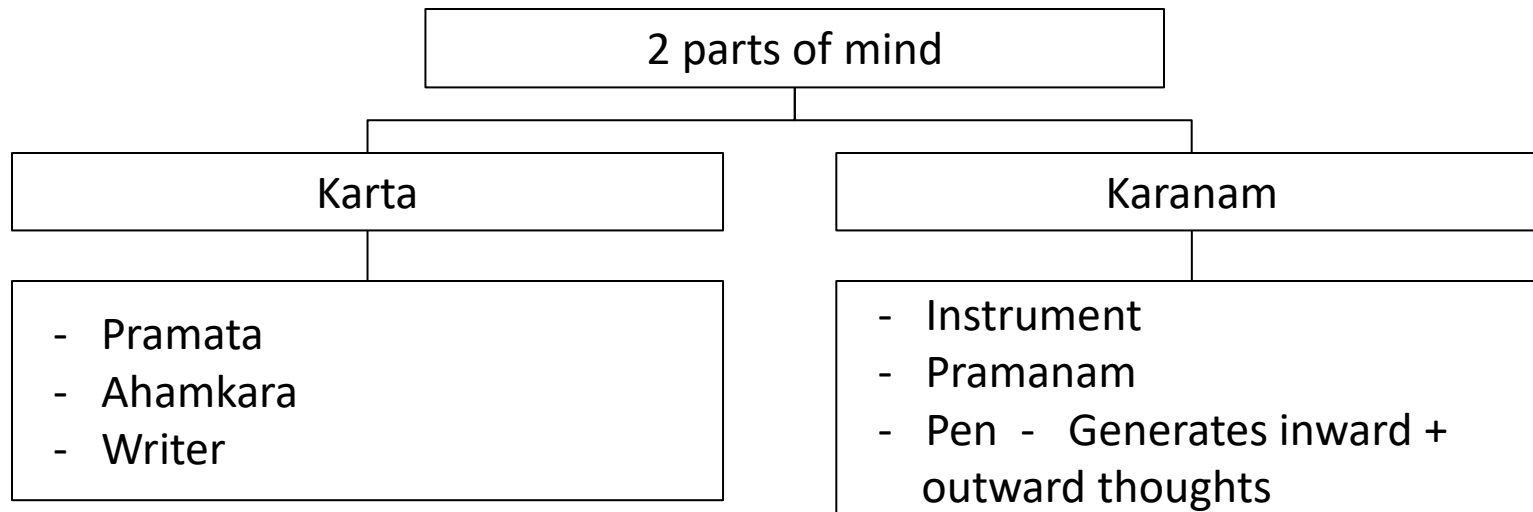 2 parts of mind
Karta
Karanam
- Pramata
- Ahamkara
- Writer
- Instrument
- Pramanam
- Pen - Generates inward +
outward thoughts